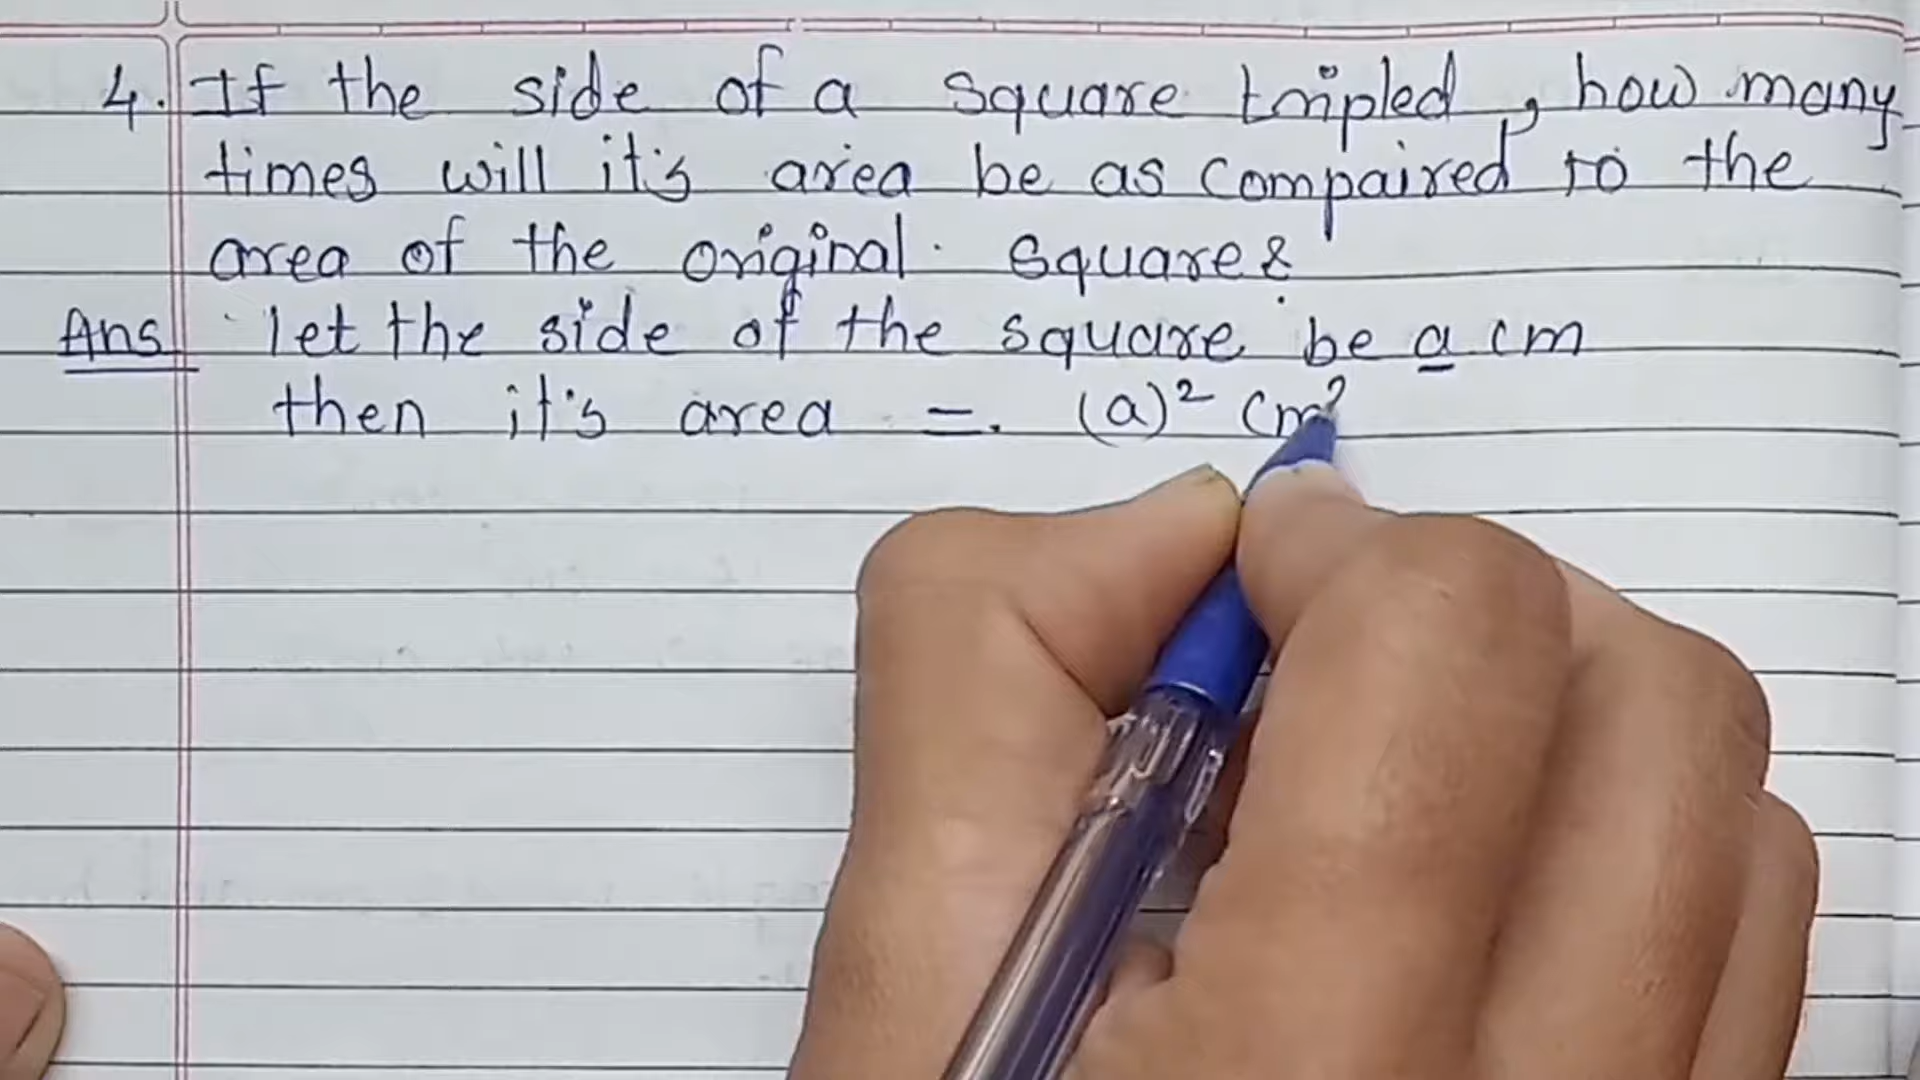 4. If the side of a square tripled, how many
times will it's area be as compaired to the
area of the original square?
Ans let the side of the square be a cm
then it's area = (a)² cm²